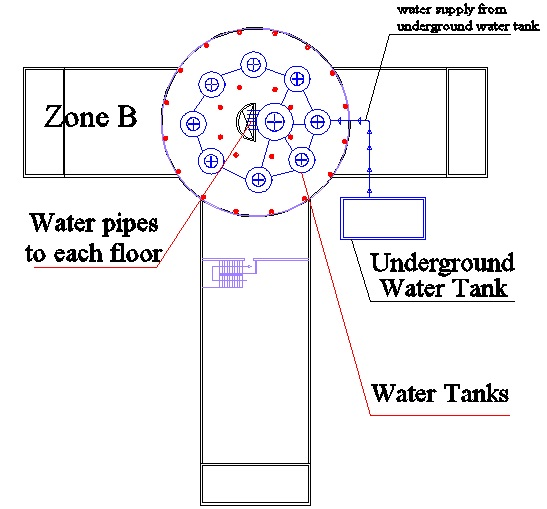 water supply from
underground water tank
Zone B
Water pipes
to each floor
Underground
Water Tank
Water Tanks